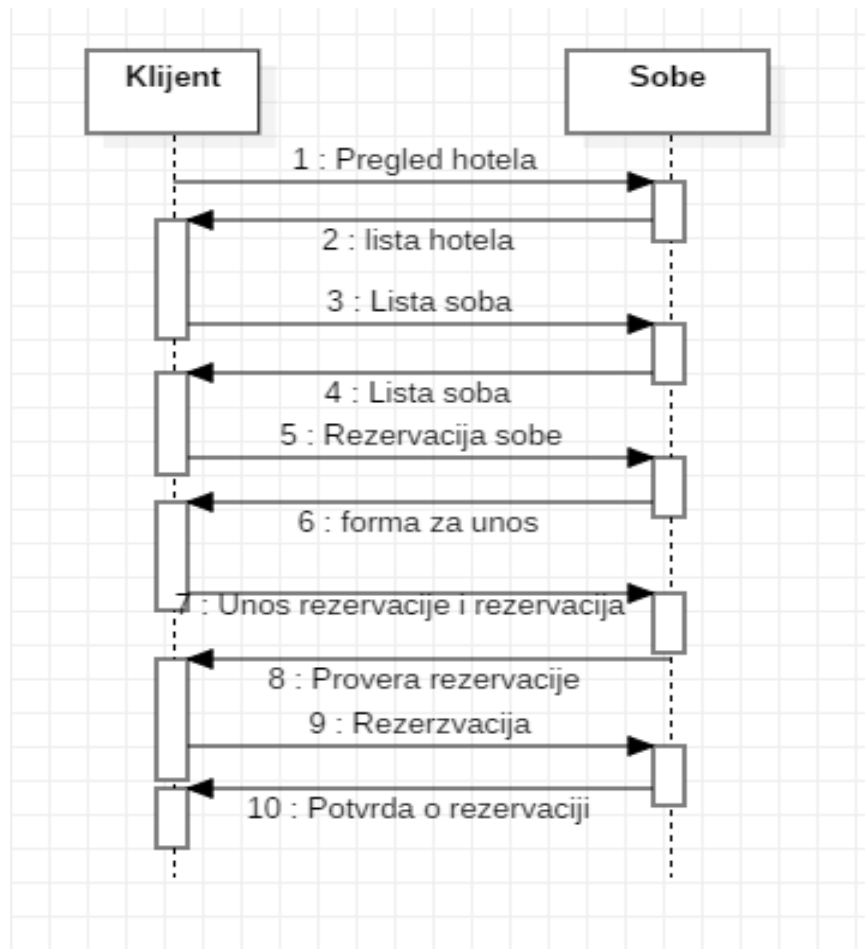 Klijent
Sobe
1 : Pregled hotela
2 : lista hotela
3 : Lista soba
4 : Lista soba
5 : Rezervacija sobe
6 : forma za unos
7 : Unos rezervacije i rezervacija
8 : Provera rezervacije
9 : Rezerzvacija
10 : Potvrda o rezervaciji